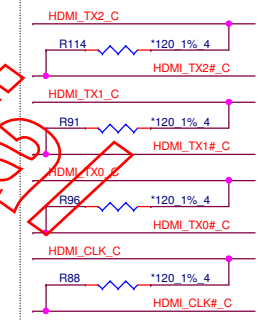 HDMI_TX2_C
R114 *120_1%_4
HDMI_TX2#_C
HDMI_TX1_C
R91 *120_1%_4
HDMI_TX1#_C
HDMI_TX0_C
R96 *120_1%_4
HDMI_TX0#_C
HDMI_CLK_C
R88 *120_1%_4
HDMI_CLK#_C